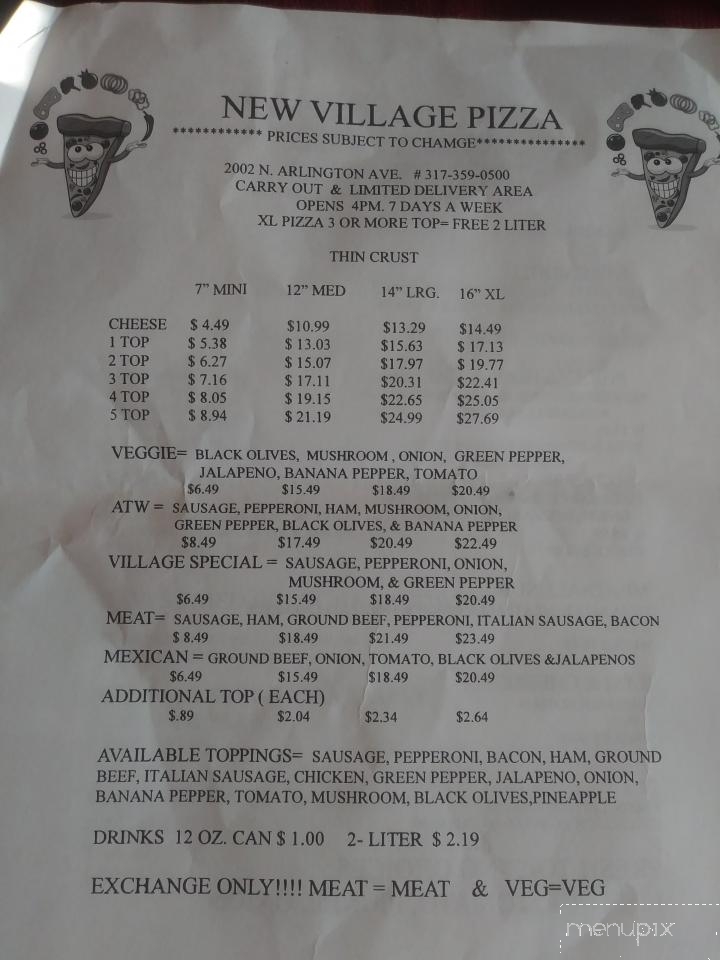 NEW VILLAGE PIZZA
************ PRICES SUBJECT TO CHAMGE***************
2002 N. ARLINGTON AVE. # 317-359-0500
CARRY OUT & LIMITED DELIVERY AREA
OPENS 4PM. 7 DAYS A WEEK
XL PIZZA 3 OR MORE TOP= FREE 2 LITER
THIN CRUST
7” MINI 12” MED 14” LRG. 16” XL
CHEESE $ 4.49 $10.99 $13.29 $14.49
1 TOP $ 5.38 $ 13.03 $15.63 $ 17.13
2 TOP $ 6.27 $ 15.07 $17.97 $ 19.77
3 TOP $ 7.16 $ 17.11 $20.31 $22.41
4 TOP $ 8.05 $ 19.15 $22.65 $25.05
5 TOP $ 8.94 $ 21.19 $24.99 $27.69
VEGGIE= BLACK OLIVES, MUSHROOM , ONION, GREEN PEPPER,
JALAPENO, BANANA PEPPER, TOMATO
$6.49 $15.49 $18.49 $20.49
ATW = SAUSAGE, PEPPERONI, HAM, MUSHROOM, ONION,
GREEN PEPPER, BLACK OLIVES, & BANANA PEPPER
$8.49 $17.49 $20.49 $22.49
VILLAGE SPECIAL = SAUSAGE, PEPPERONI, ONION,
MUSHROOM, & GREEN PEPPER
$6.49 $15.49 $18.49 $20.49
MEAT= SAUSAGE, HAM, GROUND BEEF, PEPPERONI, ITALIAN SAUSAGE, BACON
$ 8.49 $18.49 $21.49 $23.49
MEXICAN = GROUND BEEF, ONION, TOMATO, BLACK OLIVES &JALAPENOS
$6.49 $15.49 $18.49 $20.49
ADDITIONAL TOP ( EACH)
$.89 $2.04 $2.34 $2.64
AVAILABLE TOPPINGS= SAUSAGE, PEPPERONI, BACON, HAM, GROUND
BEEF, ITALIAN SAUSAGE, CHICKEN, GREEN PEPPER, JALAPENO, ONION,
BANANA PEPPER, TOMATO, MUSHROOM, BLACK OLIVES,PINEAPPLE
DRINKS 12 OZ. CAN $ 1.00 2- LITER $ 2.19
EXCHANGE ONLY!!!! MEAT = MEAT & VEG=VEG
menupix